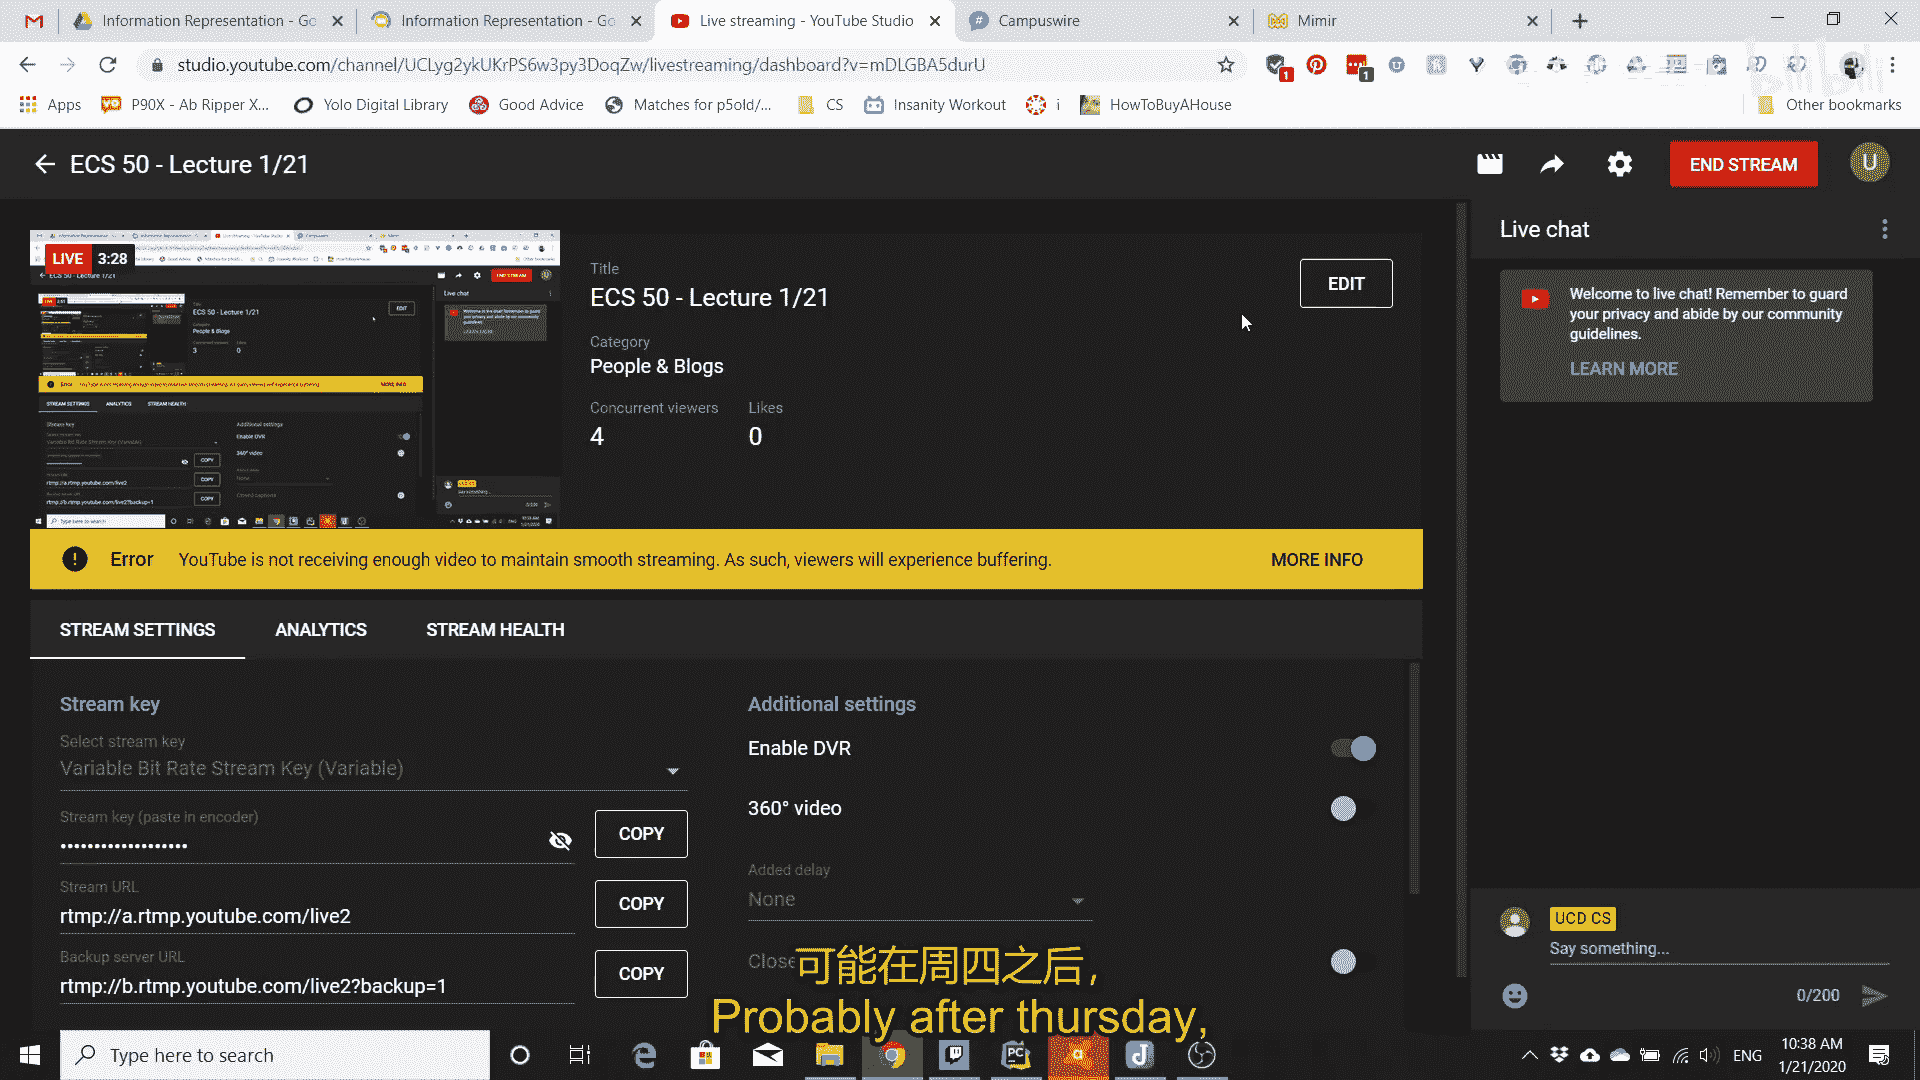 Information Representation - Go
Information Representation - Go
Live streaming - YouTube Studio
Campuswire
Mimir
studio.youtube.com/channel/UCLyg2ykUKrPS6w3py3DoqZw/livestreaming/dashboard?v=mDLGBA5durU
Apps
P90X - Ab Ripper X...
Yolo Digital Library
Good Advice
Matches for p5old/...
CS
Insanity Workout
i
HowToBuyAHouse
Other bookmarks
bilibili
ECS 50 - Lecture 1/21
END STREAM
U
LIVE 3:28
Title
ECS 50 - Lecture 1/21
EDIT
Category
People & Blogs
Concurrent viewers
Likes
4
0
Live chat
Welcome to live chat! Remember to guard
your privacy and abide by our community
guidelines.
LEARN MORE
Error
YouTube is not receiving enough video to maintain smooth streaming. As such, viewers will experience buffering.
MORE INFO
STREAM SETTINGS
ANALYTICS
STREAM HEALTH
Stream key
Select stream key
Variable Bit Rate Stream Key (Variable)
Stream key (paste in encoder)
COPY
Stream URL
rtmp://a.rtmp.youtube.com/live2
COPY
Backup server URL
rtmp://b.rtmp.youtube.com/live2?backup=1
COPY
Additional settings
Enable DVR
360° video
Added delay
None
UCD CS
Say something...
0/200
可能在周四之后，
Probably after thursday,
Type here to search
ENG
10:38 AM
1/21/2020